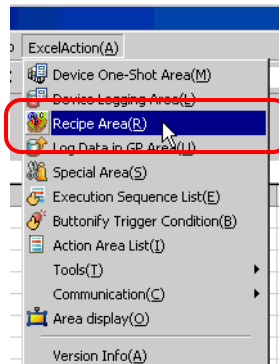 ExcelAction(A)
Device One-Shot Area(M)
Device Logging Area(L)
Recipe Area(R)
Log Data in GP Area(U)
Special Area(S)
Execution Sequence List(E)
Buttonify Trigger Condition(B)
Action Area List(I)
Tools(T)
Communication(C)
Area display(O)
Version Info(A)